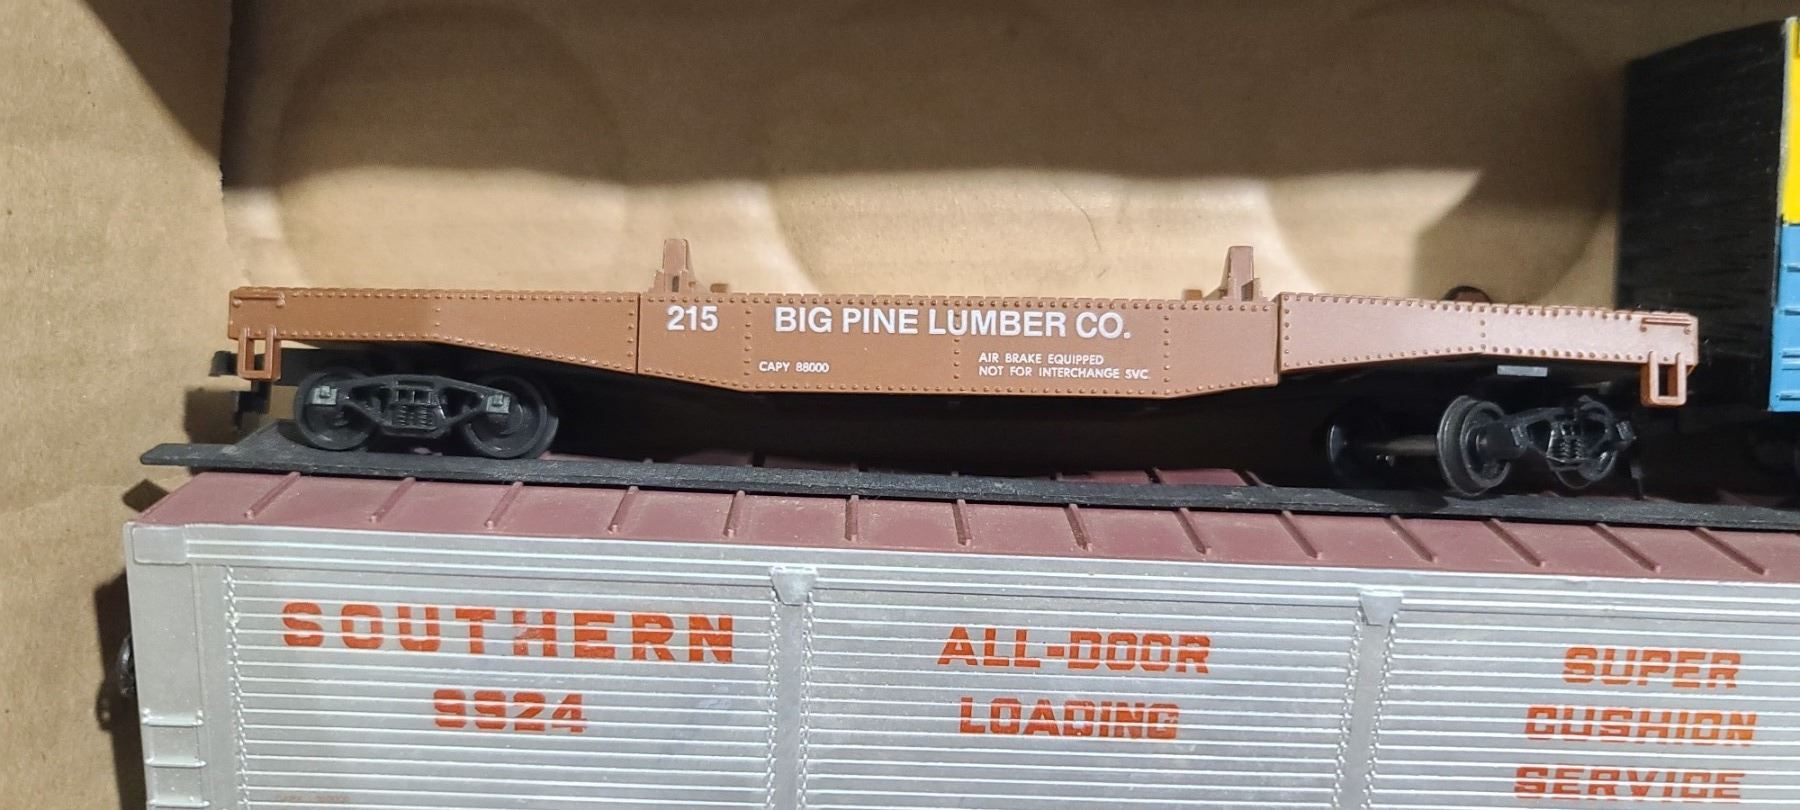 215 BIG PINE LUMBER CO.
CAPY 88000
AIR BRAKE EQUIPPED
NOT FOR INTERCHANGE SVC.
SOUTHERN
9924
ALL-DOOR
LOADING
SUPER
CUSHION
SERVICE